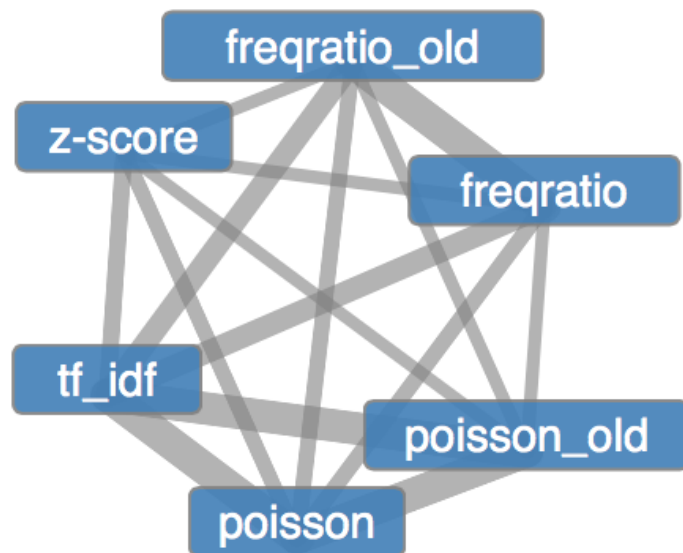 freqratio_old
z-score
freqratio
tf_idf
poisson_old
poisson